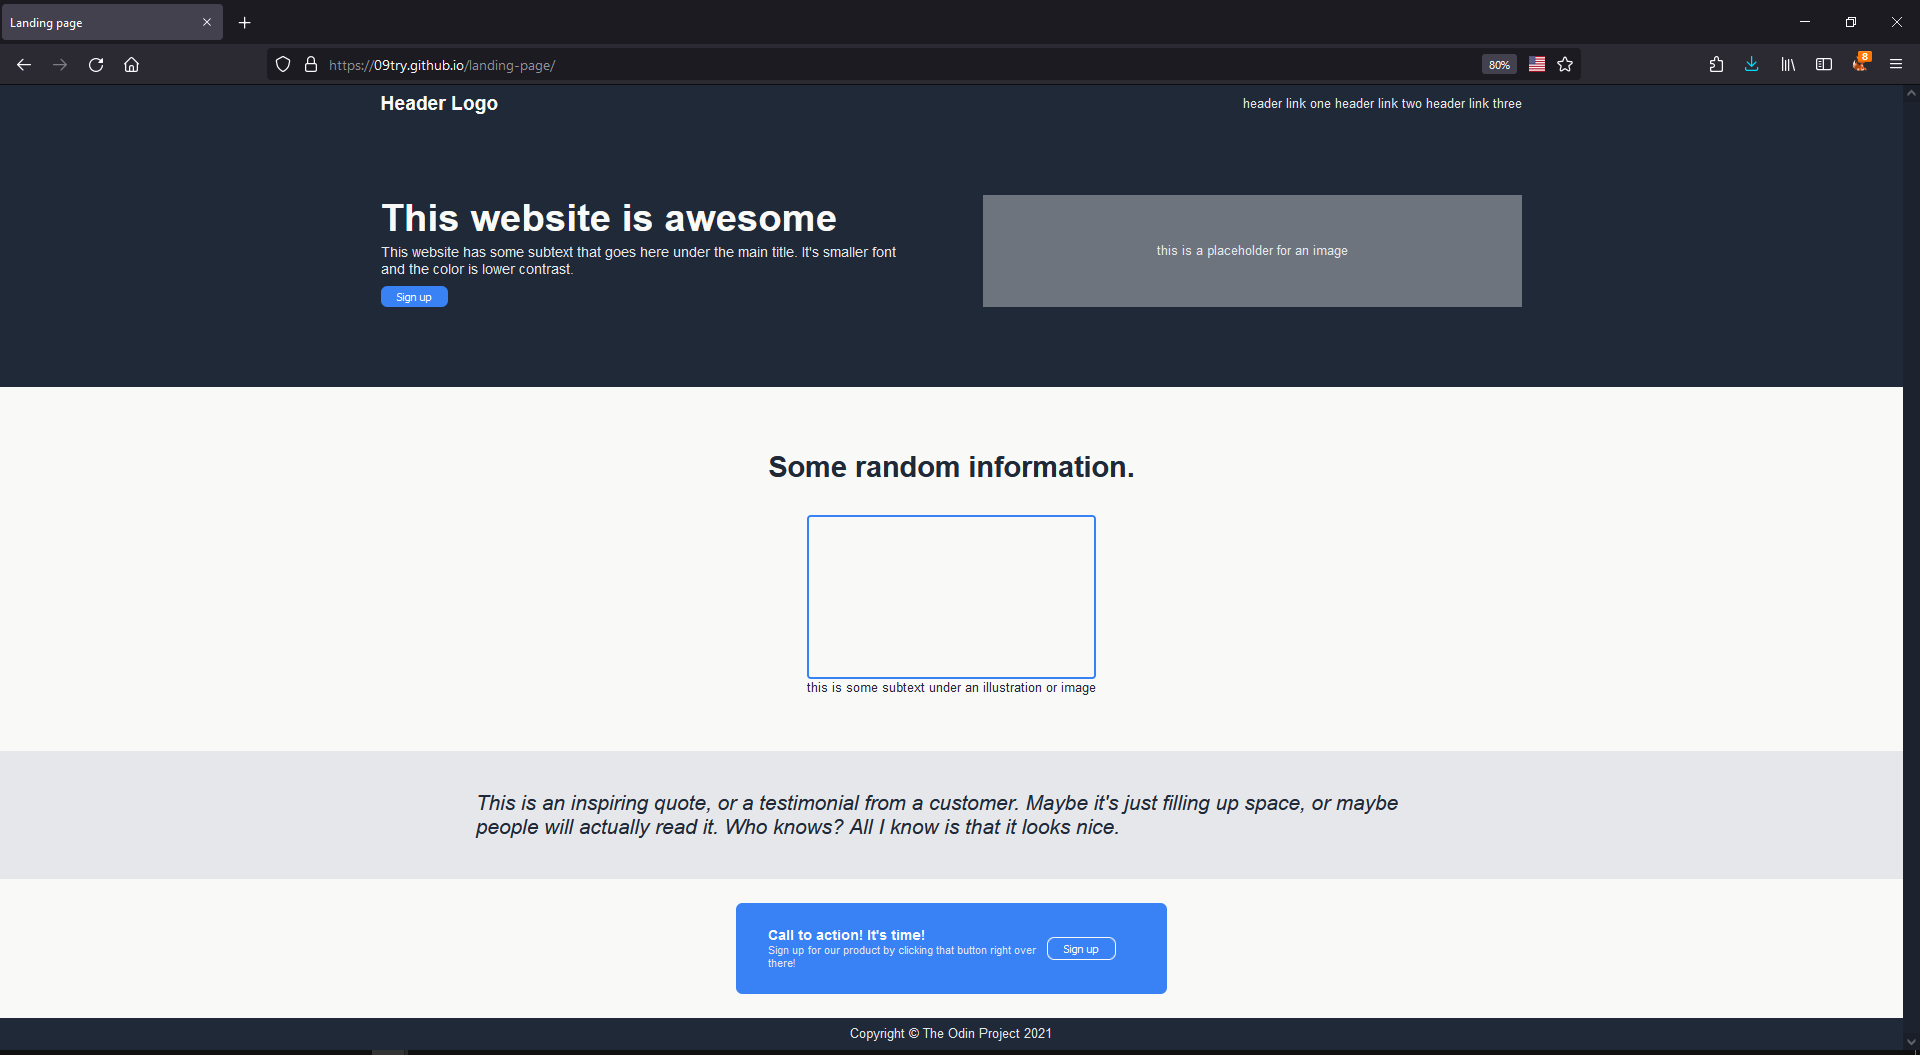 Landing page
https://09try.github.io/landing-page/
80%
8
Header Logo
header link one header link two header link three
This website is awesome
This website has some subtext that goes here under the main title. It's smaller font
and the color is lower contrast.
Sign up
this is a placeholder for an image
Some random information.
this is some subtext under an illustration or image
This is an inspiring quote, or a testimonial from a customer. Maybe it's just filling up space, or maybe
people will actually read it. Who knows? All I know is that it looks nice.
Call to action! It's time!
Sign up for our product by clicking that button right over
there!
Sign up
Copyright © The Odin Project 2021